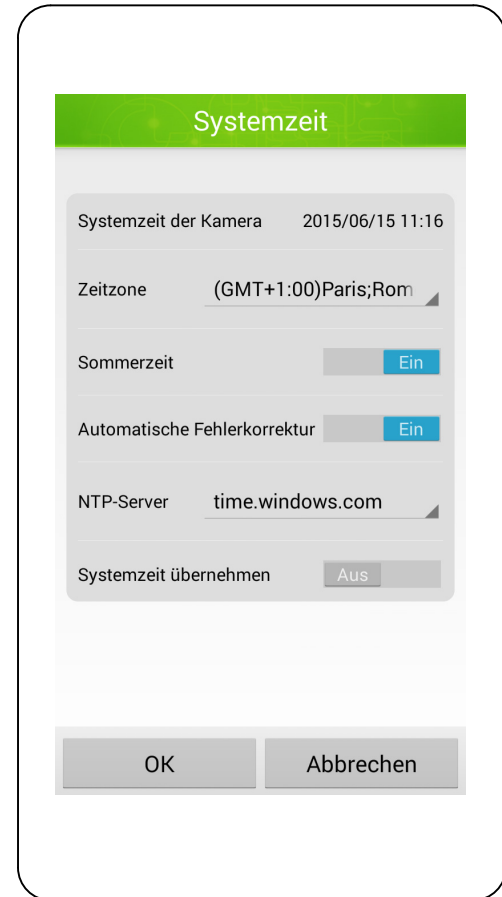 Systemzeit
Systemzeit der Kamera 2015/06/15 11:16
Zeitzone (GMT+1:00)Paris;Rom
Sommerzeit Ein
Automatische Fehlerkorrektur Ein
NTP-Server time.windows.com
Systemzeit übernehmen Aus
OK Abbrechen